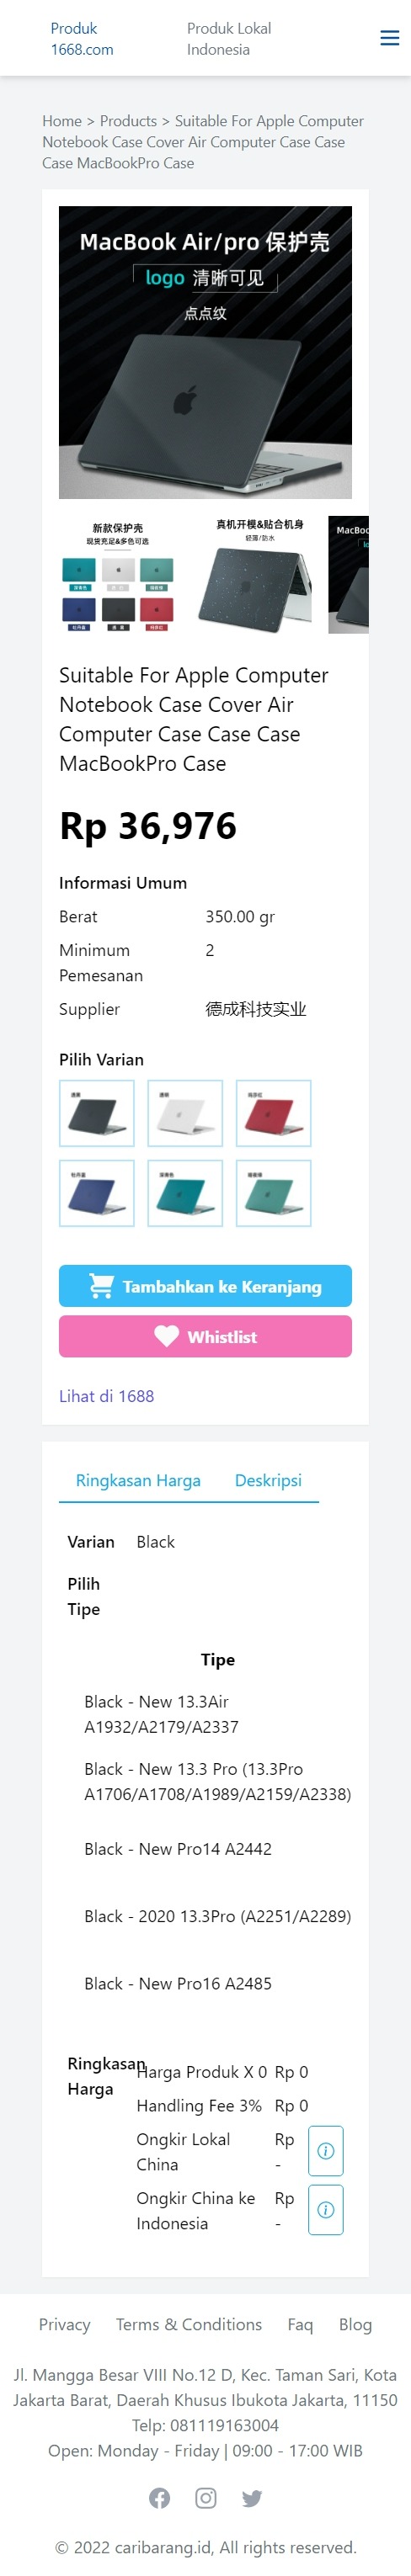 Produk
1668.com
Produk Lokal
Indonesia
Home > Products > Suitable For Apple Computer
Notebook Case Cover Air Computer Case Case
Case MacBookPro Case
MacBook Air/pro 保护壳
logo 清晰可见
点点纹
新款保护壳
现货充足&多色可选
真机开模&贴合机身
轻薄/防水
Suitable For Apple Computer
Notebook Case Cover Air
Computer Case Case Case
MacBookPro Case
Rp 36,976
Informasi Umum
Berat 350.00 gr
Minimum
Pemesanan 2
Supplier 德成科技实业
Pilih Varian
Tambahkan ke Keranjang
Whistlist
Lihat di 1688
Ringkasan Harga Deskripsi
Varian Black
Pilih
Tipe
Tipe
Black - New 13.3Air
A1932/A2179/A2337
Black - New 13.3 Pro (13.3Pro
A1706/A1708/A1989/A2159/A2338)
Black - New Pro14 A2442
Black - 2020 13.3Pro (A2251/A2289)
Black - New Pro16 A2485
Ringkasan
Harga
Harga Produk X 0 Rp 0
Handling Fee 3% Rp 0
Ongkir Lokal
China
Rp
-
Ongkir China ke
Indonesia
Rp
-
Privacy Terms & Conditions Faq Blog
Jl. Mangga Besar VIII No.12 D, Kec. Taman Sari, Kota
Jakarta Barat, Daerah Khusus Ibukota Jakarta, 11150
Telp: 081119163004
Open: Monday - Friday | 09:00 - 17:00 WIB
© 2022 caribarang.id, All rights reserved.